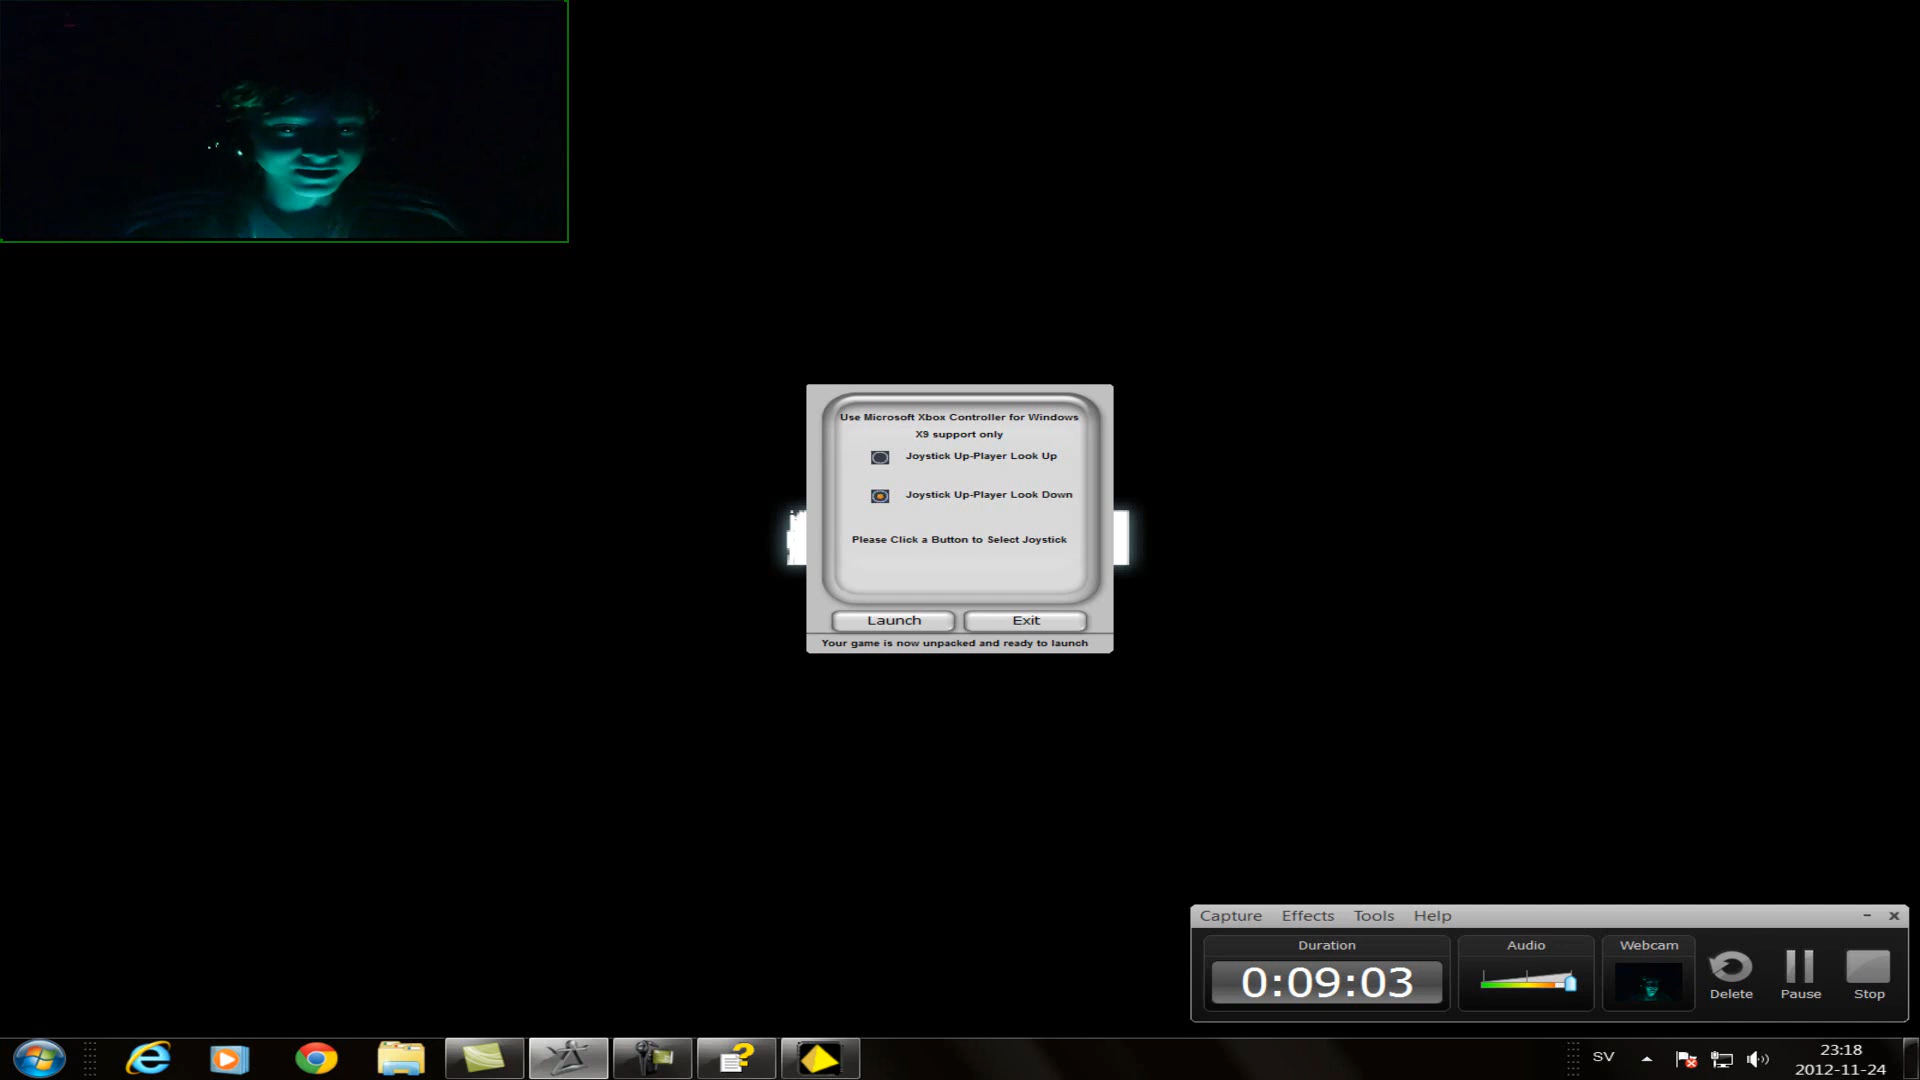 Use Microsoft Xbox Controller for Windows
X9 support only
Joystick Up-Player Look Up
Joystick Up-Player Look Down
Please Click a Button to Select Joystick
Launch Exit
Your game is now unpacked and ready to launch
Capture Effects Tools Help
Duration Audio Webcam
0:09:03
Delete Pause Stop
SV
23:18
2012-11-24